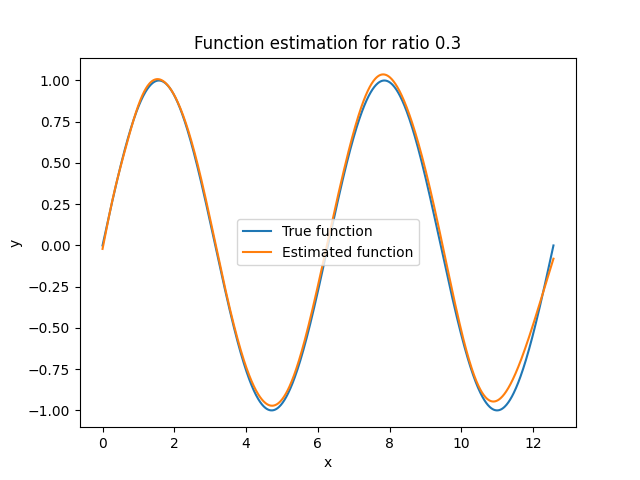 Function estimation for ratio 0.3
1.00
0.75
0.50
0.25
0.00
−0.25
−0.50
−0.75
−1.00
y
True function
Estimated function
0 2 4 6 8 10 12
x